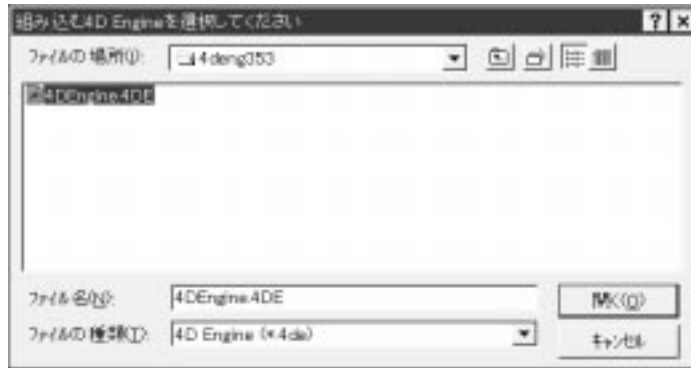 組み込む4D Engineを選択してください
ファイルの場所(I): 4deng353
4DEngine.4DE
ファイル名(N): 4DEngine.4DE 開く(O)
ファイルの種類(T): 4D Engine (*.4de) キャンセル